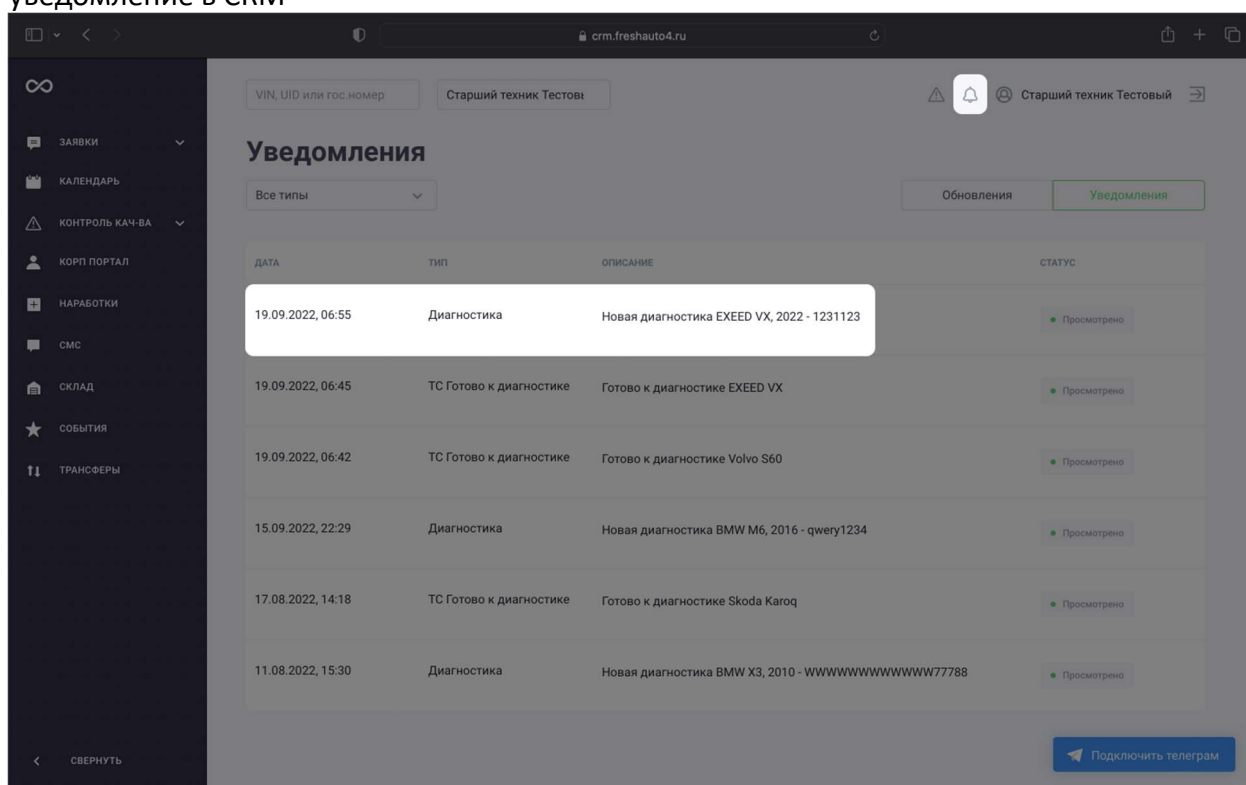 уведомление в CRM
crm.freshauto4.ru
VIN, UID или гос.номер
Старший техник Тестовы
Старший техник Тестовый
ЗАЯВКИ
КАЛЕНДАРЬ
КОНТРОЛЬ КАЧ-ВА
КОРП ПОРТАЛ
НАРАБОТКИ
СМС
СКЛАД
СОБЫТИЯ
ТРАНСФЕРЫ
СВЕРНУТЬ
Уведомления
Все типы
Обновления
Уведомления
ДАТА ТИП ОПИСАНИЕ СТАТУС
19.09.2022, 06:55 Диагностика Новая диагностика EXEED VX, 2022 - 1231123 Просмотрено
19.09.2022, 06:45 ТС Готово к диагностике Готово к диагностике EXEED VX Просмотрено
19.09.2022, 06:42 ТС Готово к диагностике Готово к диагностике Volvo S60 Просмотрено
15.09.2022, 22:29 Диагностика Новая диагностика BMW M6, 2016 - qwery1234 Просмотрено
17.08.2022, 14:18 ТС Готово к диагностике Готово к диагностике Skoda Karoq Просмотрено
11.08.2022, 15:30 Диагностика Новая диагностика BMW X3, 2010 - WWWWWWWWWWWW77788 Просмотрено
Подключить телеграм